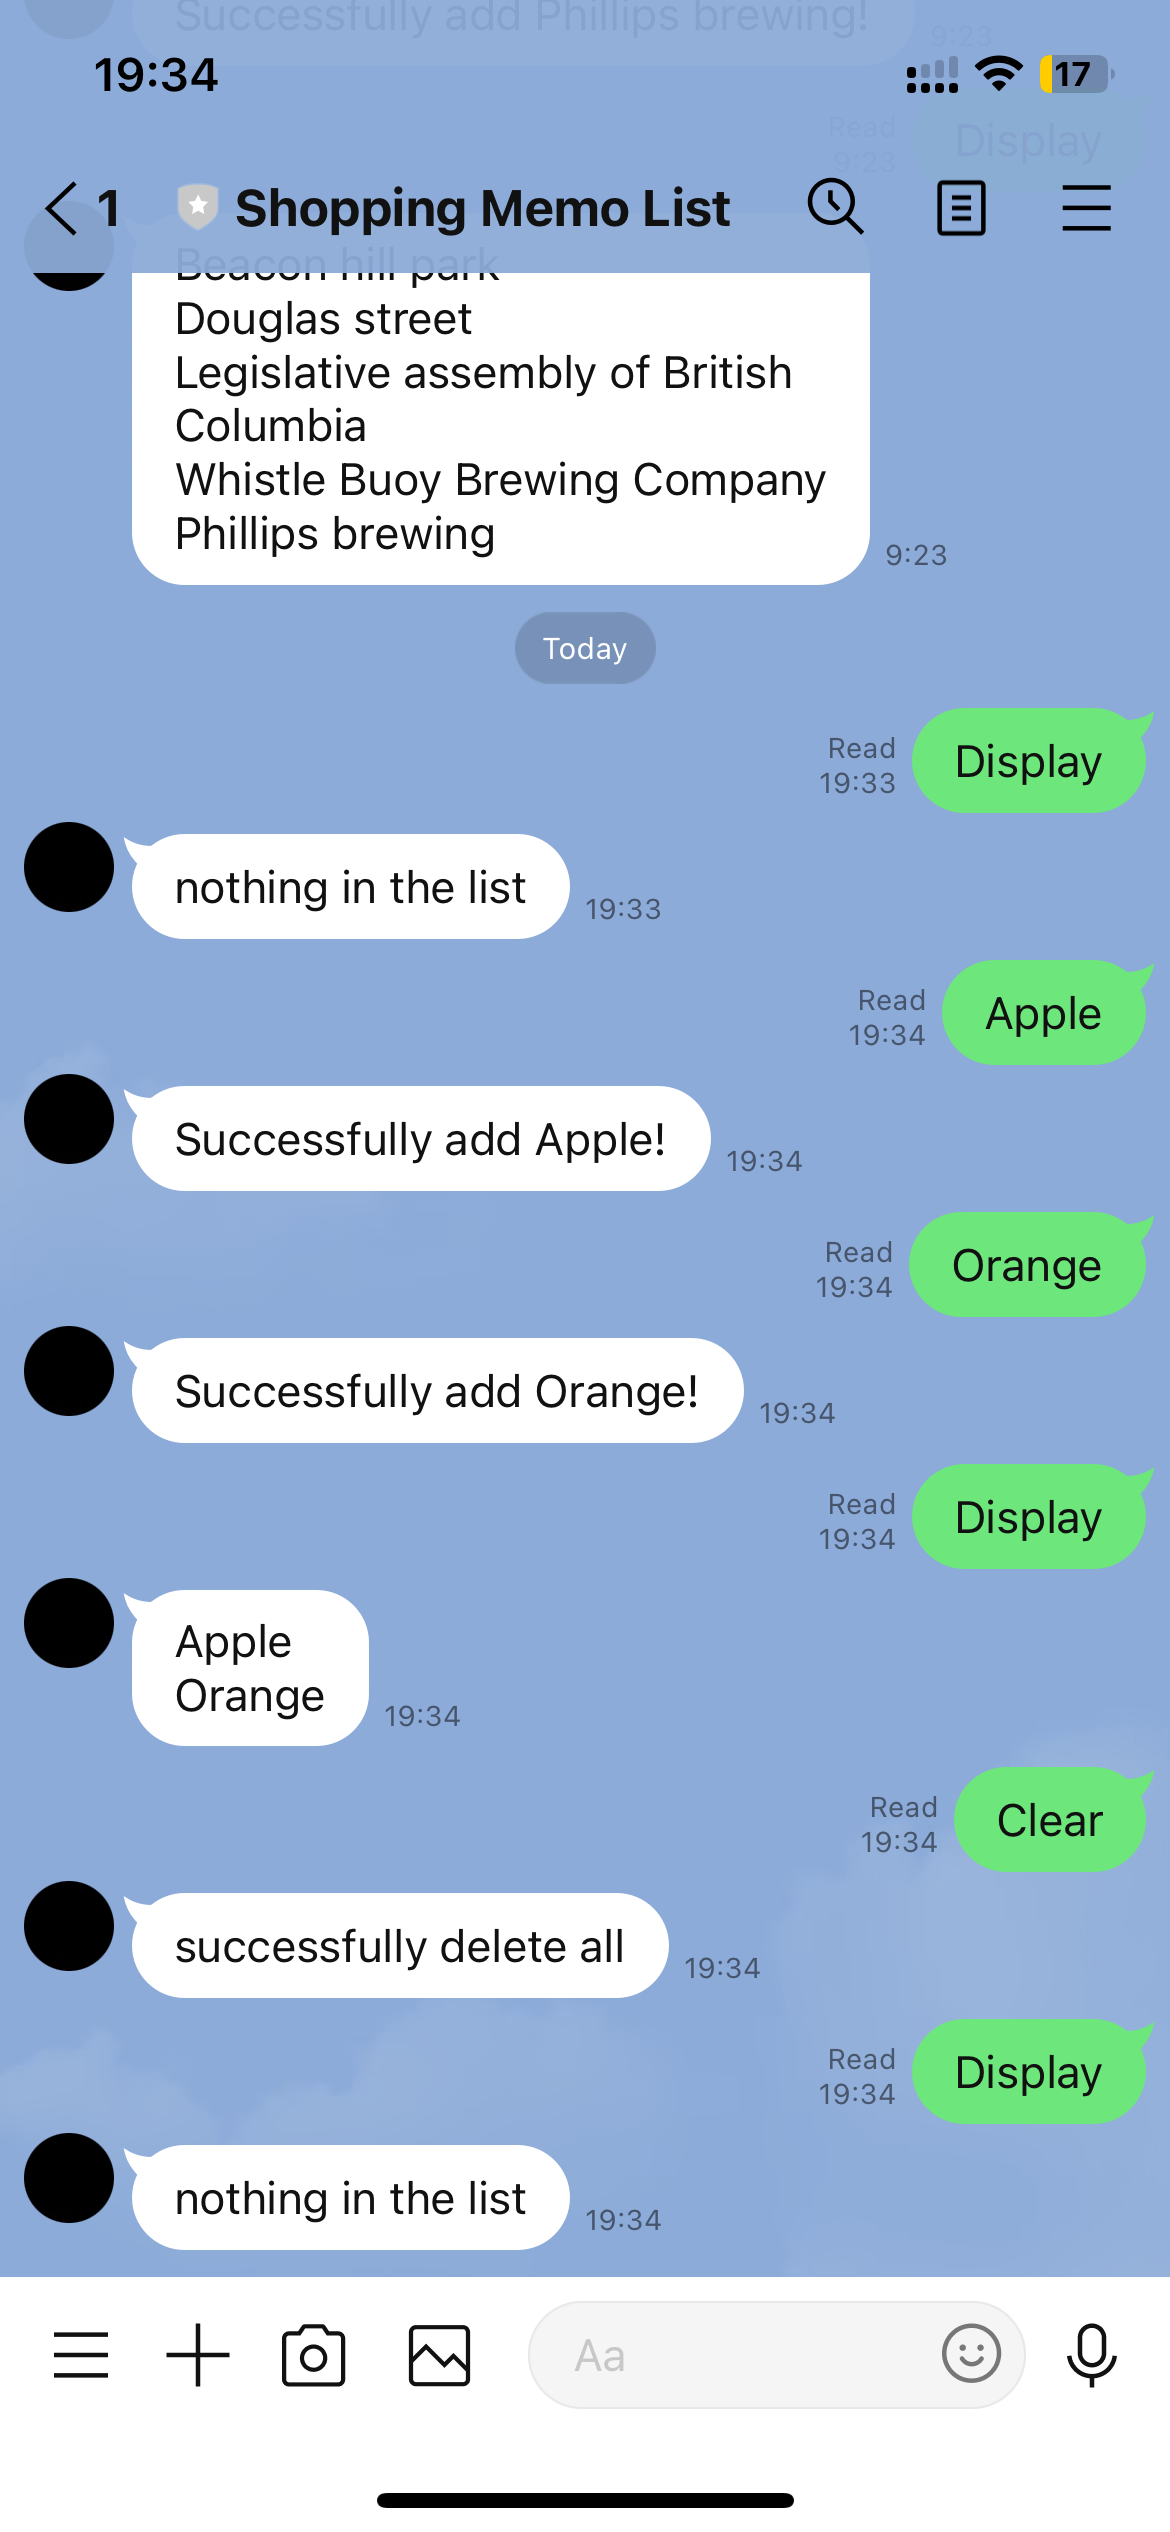 Successfully add Phillips brewing!
9:23
19:34
17
Read
9:23
Display
1
Shopping Memo List
Beacon hill park
Douglas street
Legislative assembly of British
Columbia
Whistle Buoy Brewing Company
Phillips brewing
9:23
Today
Read
19:33
Display
nothing in the list
19:33
Read
19:34
Apple
Successfully add Apple!
19:34
Read
19:34
Orange
Successfully add Orange!
19:34
Read
19:34
Display
Apple
Orange
19:34
Read
19:34
Clear
successfully delete all
19:34
Read
19:34
Display
nothing in the list
19:34
Aa